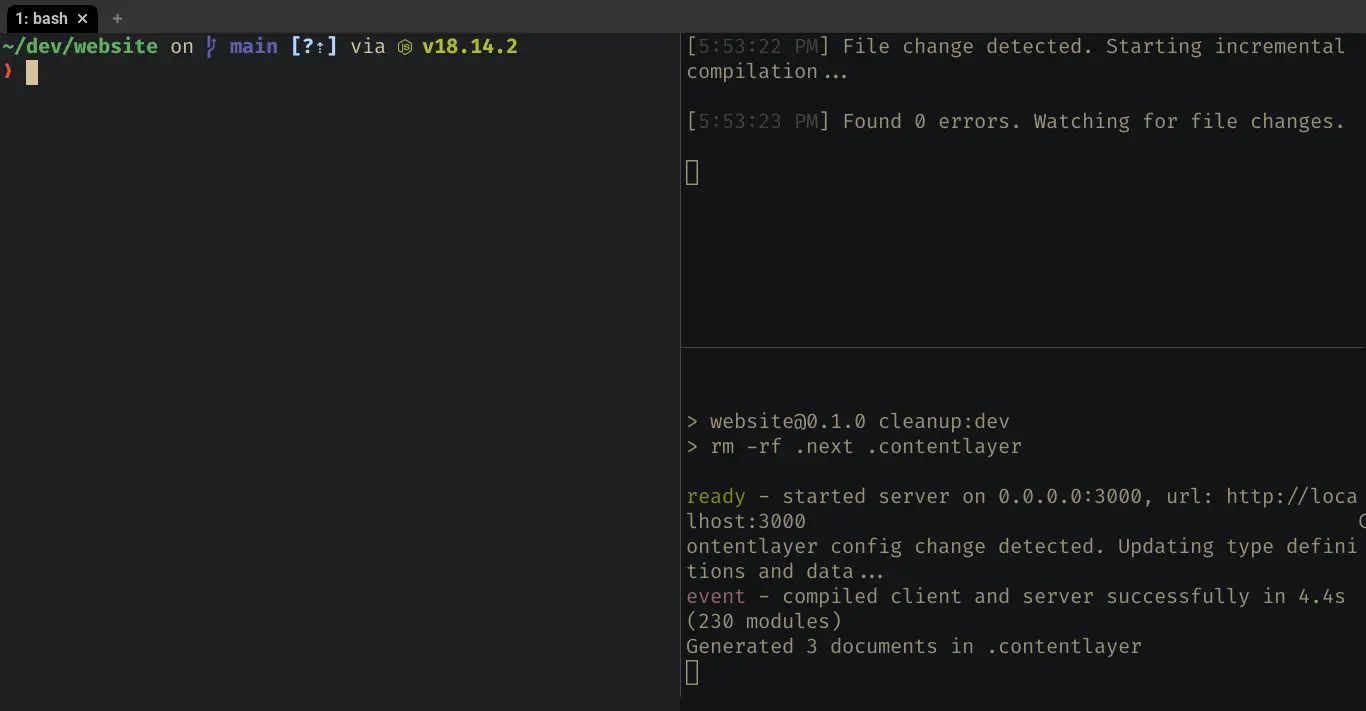 1: bash ✕ +
~/dev/website on main [?⇡] via v18.14.2
❯
[5:53:22 PM] File change detected. Starting incremental
compilation...
[5:53:23 PM] Found 0 errors. Watching for file changes.
> website@0.1.0 cleanup:dev
> rm -rf .next .contentlayer
ready - started server on 0.0.0.0:3000, url: http://loca
lhost:3000 C
ontentlayer config change detected. Updating type defini
tions and data...
event - compiled client and server successfully in 4.4s
(230 modules)
Generated 3 documents in .contentlayer